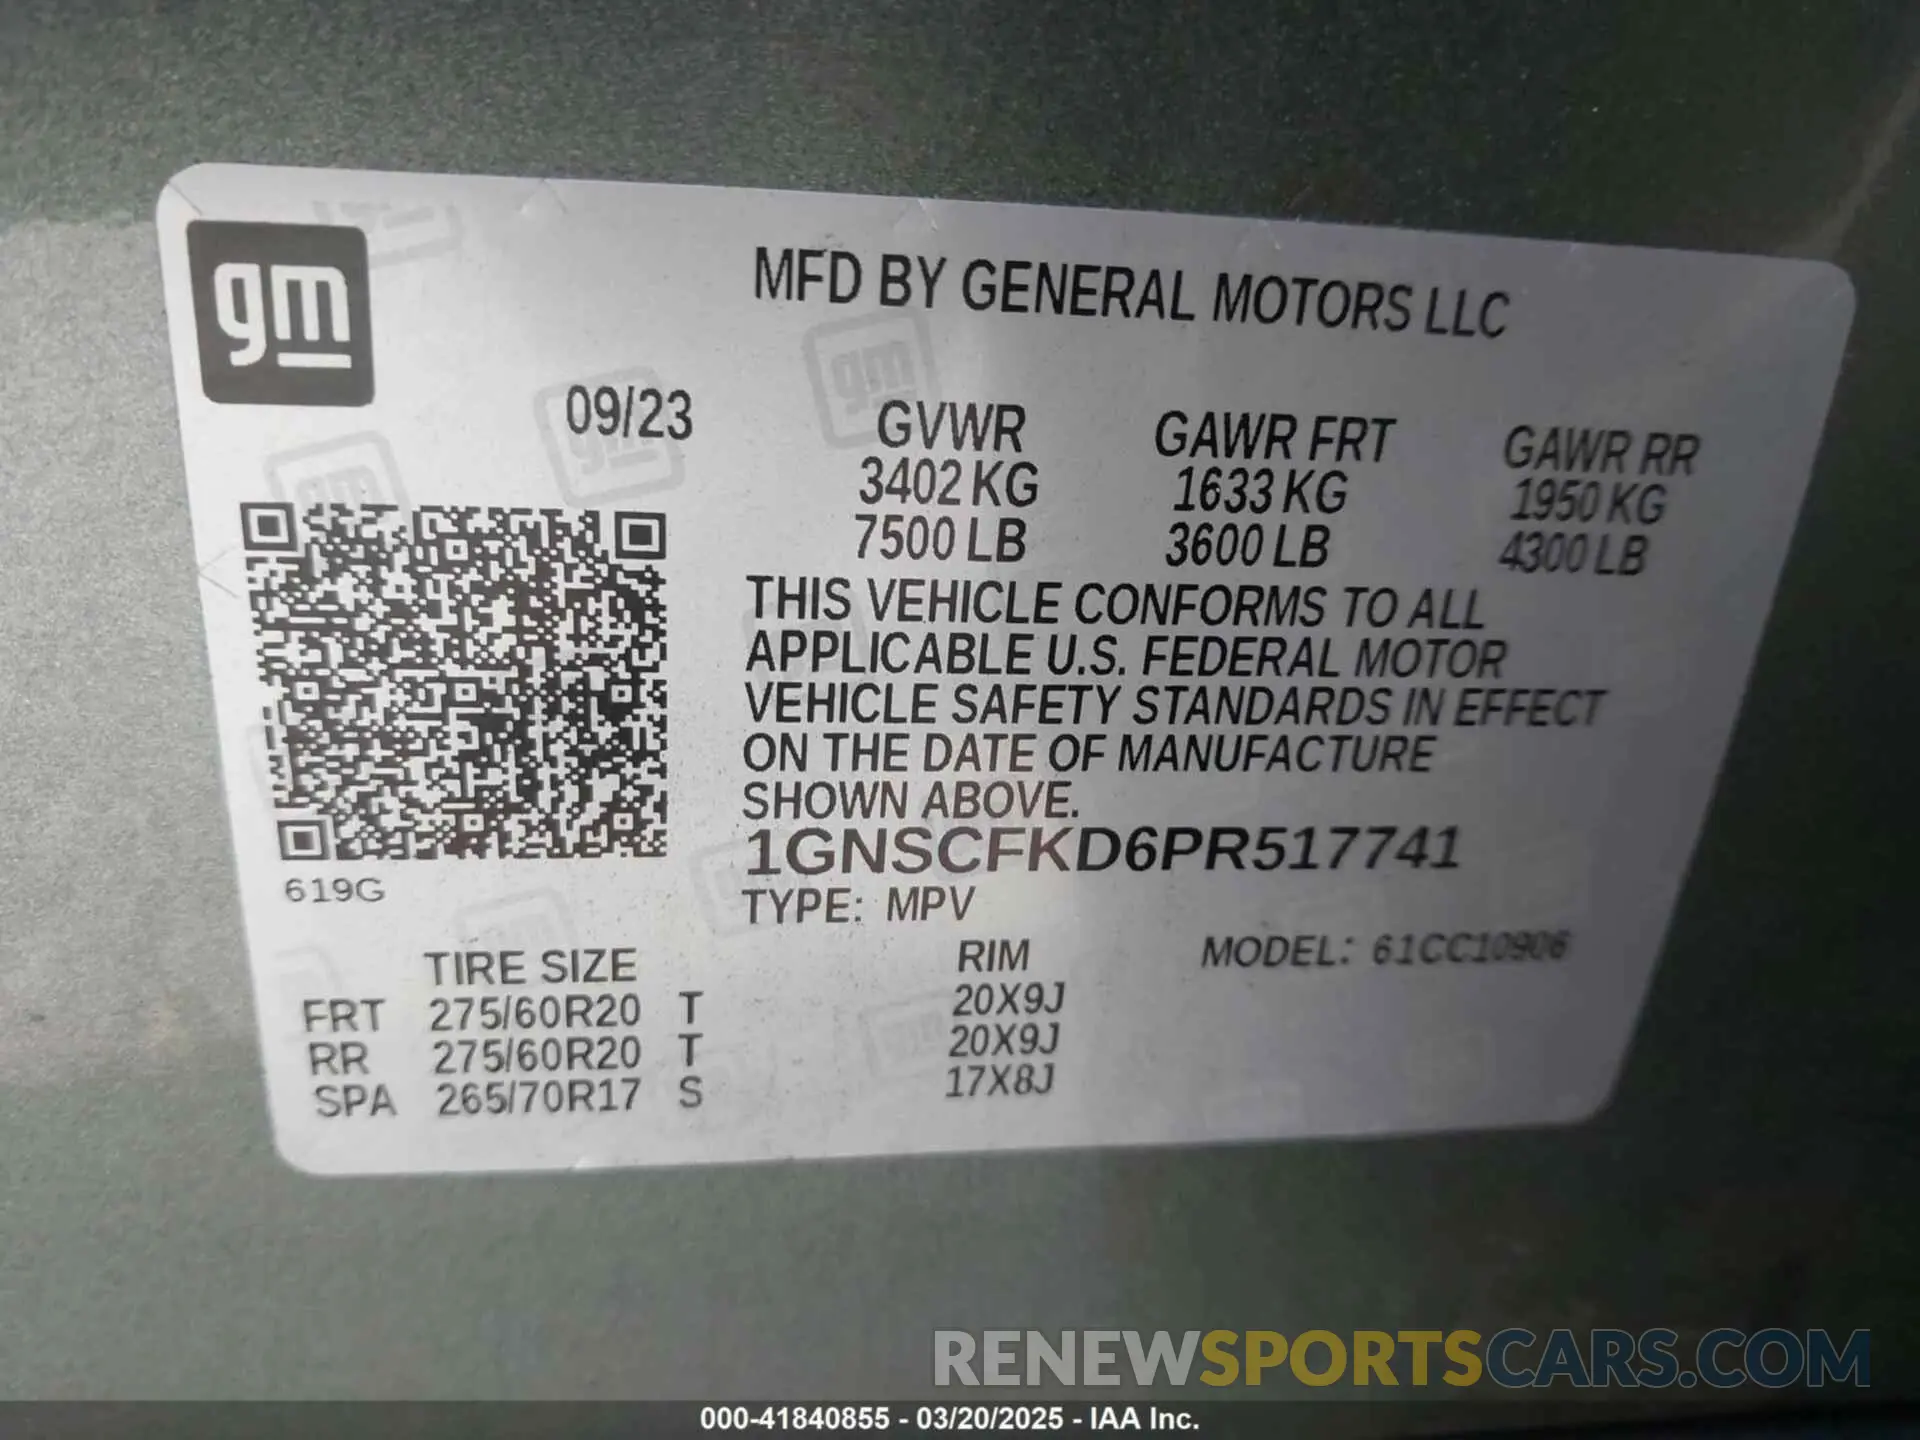 gm
MFD BY GENERAL MOTORS LLC
09/23
GVWR GAWR FRT GAWR RR
3402 KG 1633 KG 1950 KG
7500 LB 3600 LB 4300 LB
THIS VEHICLE CONFORMS TO ALL
APPLICABLE U.S. FEDERAL MOTOR
VEHICLE SAFETY STANDARDS IN EFFECT
ON THE DATE OF MANUFACTURE
SHOWN ABOVE.
1GNSCFKD6PR517741
619G
TYPE: MPV
MODEL: 61CC10906
TIRE SIZE RIM
FRT 275/60R20 T 20X9J
RR 275/60R20 T 20X9J
SPA 265/70R17 S 17X8J
RENEWSPORTSCARS.COM
000-41840855 - 03/20/2025 - IAA Inc.